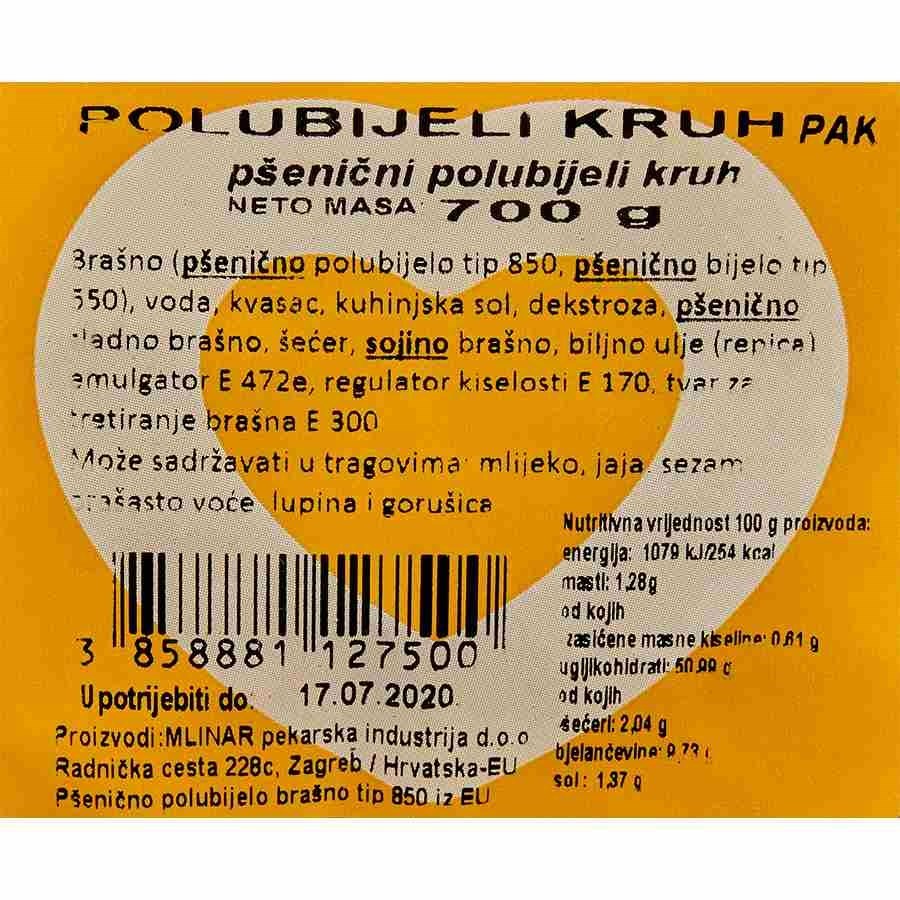 POLUBIJELI KRUH PAK
pšenični polubijeli kruh
NETO MASA: 700 g
Brašno (pšenično polubijelo tip 850, pšenično bijelo tip
550), voda, kvasac, kuhinjska sol, dekstroza, pšenično
sladno brašno, šećer, sojino brašno, biljno ulje (repica)
emulgator E 472e, regulator kiselosti E 170, tvar za
tretiranje brašna E 300
Može sadržavati u tragovima: mlijeko, jaja, sezam
orašasto voće, lupina i gorušica
Nutritivna vrijednost 100 g proizvoda:
energija: 1079 kJ/254 kcal
masti: 1,28g
od kojih
zasićene masne kiseline: 0,61 g
ugljikohidrati: 50,99 g
od kojih
šećeri: 2,04 g
bjelančevine:
sol: 1,37 g
3 858881 127500
Upotrijebiti do: 17.07.2020.
Proizvodi:MLINAR pekarska industrija d.o.o
Radnička cesta 228c, Zagreb / Hrvatska-EU
Pšenično polubijelo brašno tip 850 iz EU